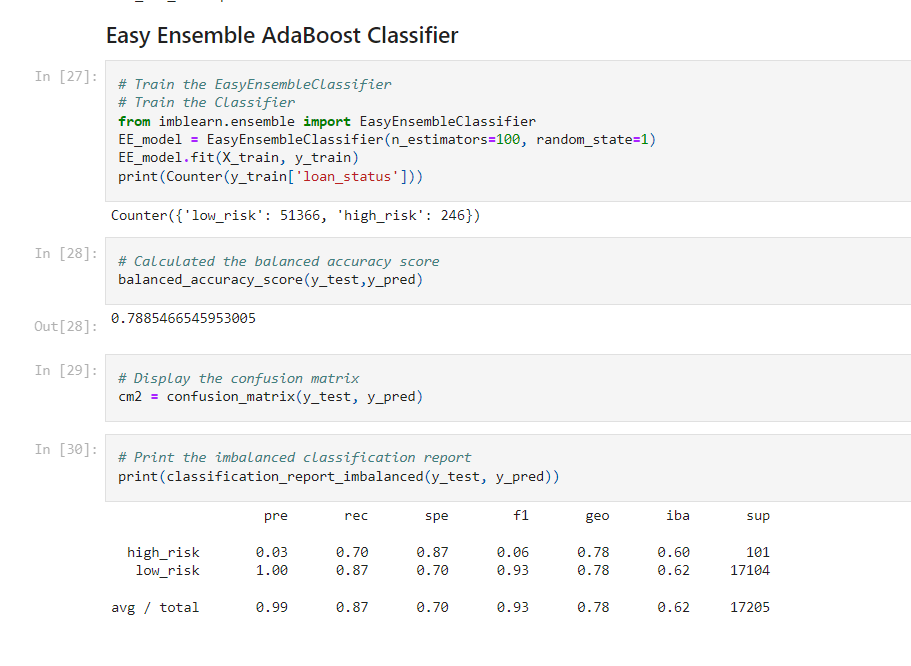 Easy Ensemble AdaBoost Classifier
In [27]:
# Train the EasyEnsembleClassifier
# Train the Classifier
from imblearn.ensemble import EasyEnsembleClassifier
EE_model = EasyEnsembleClassifier(n_estimators=100, random_state=1)
EE_model.fit(X_train, y_train)
print(Counter(y_train['loan_status']))
Counter({'low_risk': 51366, 'high_risk': 246})
In [28]:
# Calculated the balanced accuracy score
balanced_accuracy_score(y_test,y_pred)
Out[28]:
0.7885466545953005
In [29]:
# Display the confusion matrix
cm2 = confusion_matrix(y_test, y_pred)
In [30]:
# Print the imbalanced classification report
print(classification_report_imbalanced(y_test, y_pred))
pre rec spe f1 geo iba sup
high_risk 0.03 0.70 0.87 0.06 0.78 0.60 101
low_risk 1.00 0.87 0.70 0.93 0.78 0.62 17104
avg / total 0.99 0.87 0.70 0.93 0.78 0.62 17205